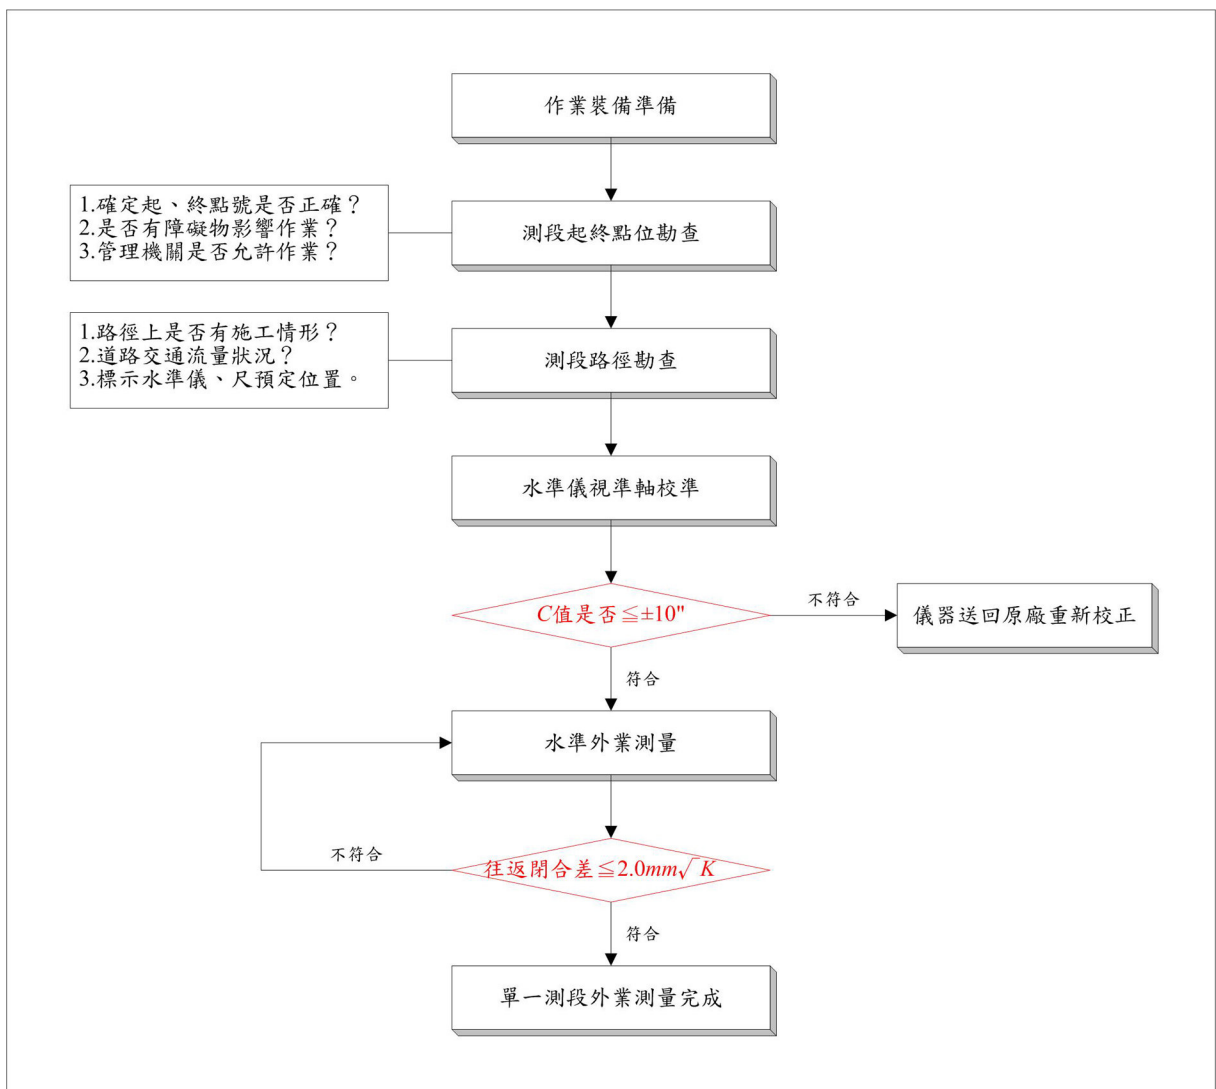 作業裝備準備
1.確定起、終點號是否正確？
2.是否有障礙物影響作業？
3.管理機關是否允許作業？
測段起終點位勘查
1.路徑上是否有施工情形？
2.道路交通流量狀況？
3.標示水準儀、尺預定位置。
測段路徑勘查
水準儀視準軸校準
C值是否≦±10"
不符合
儀器送回原廠重新校正
符合
水準外業測量
不符合
往返閉合差≦2.0mm√K
符合
單一測段外業測量完成